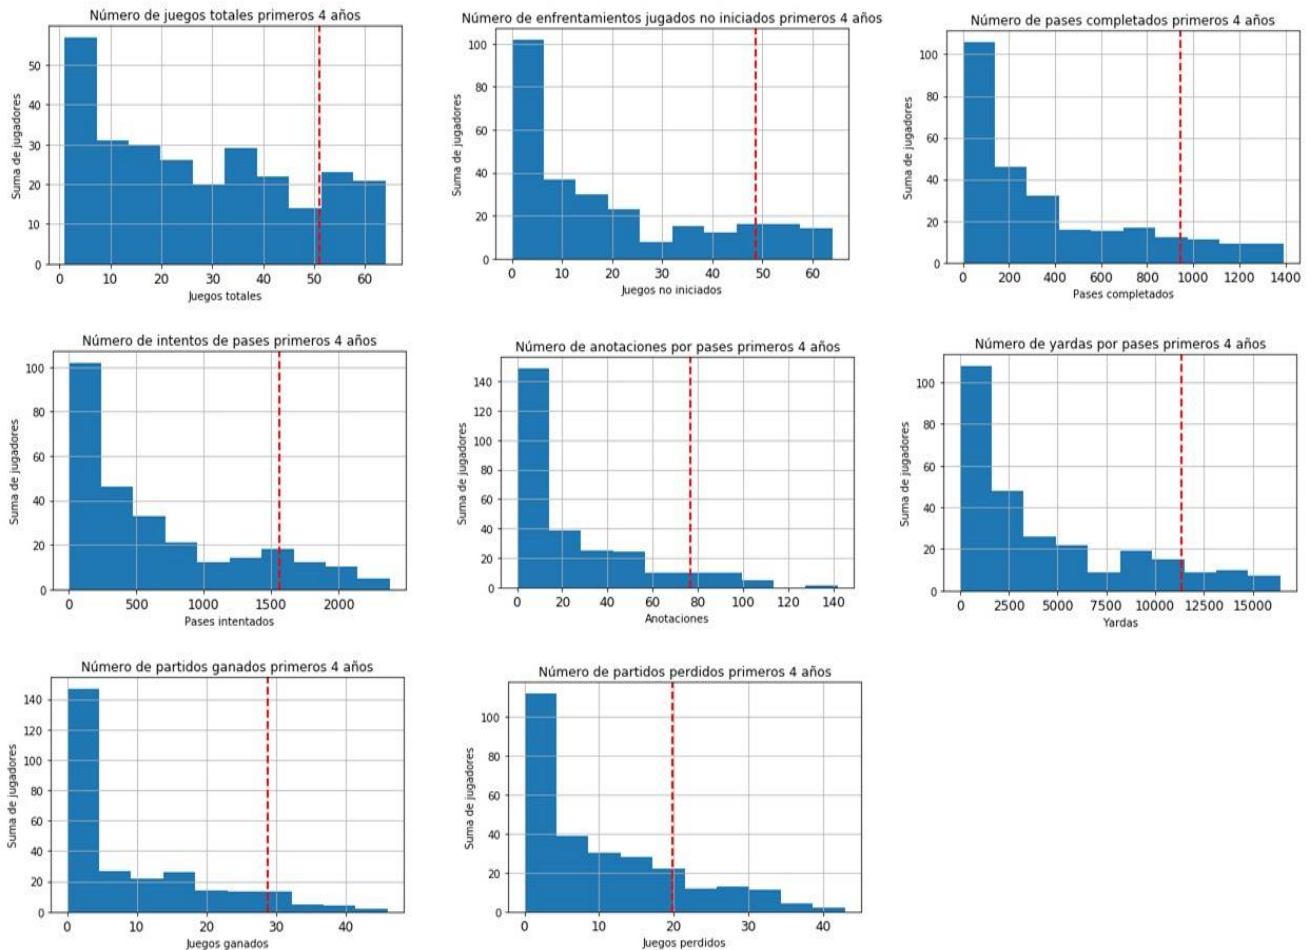 Número de juegos totales primeros 4 años
50
40
30
20
10
0
0 10 20 30 40 50 60
Suma de jugadores
Juegos totales
Número de enfrentamientos jugados no iniciados primeros 4 años
100
80
60
40
20
0
0 10 20 30 40 50 60
Suma de jugadores
Juegos no iniciados
Número de pases completados primeros 4 años
100
80
60
40
20
0
0 200 400 600 800 1000 1200 1400
Suma de jugadores
Pases completados
Número de intentos de pases primeros 4 años
100
80
60
40
20
0
0 500 1000 1500 2000
Suma de jugadores
Pases intentados
Número de anotaciones por pases primeros 4 años
140
120
100
80
60
40
20
0
0 20 40 60 80 100 120 140
Suma de jugadores
Anotaciones
Número de yardas por pases primeros 4 años
100
80
60
40
20
0
0 2500 5000 7500 10000 12500 15000
Suma de jugadores
Yardas
Número de partidos ganados primeros 4 años
140
120
100
80
60
40
20
0
0 10 20 30 40
Suma de jugadores
Juegos ganados
Número de partidos perdidos primeros 4 años
100
80
60
40
20
0
0 10 20 30 40
Suma de jugadores
Juegos perdidos